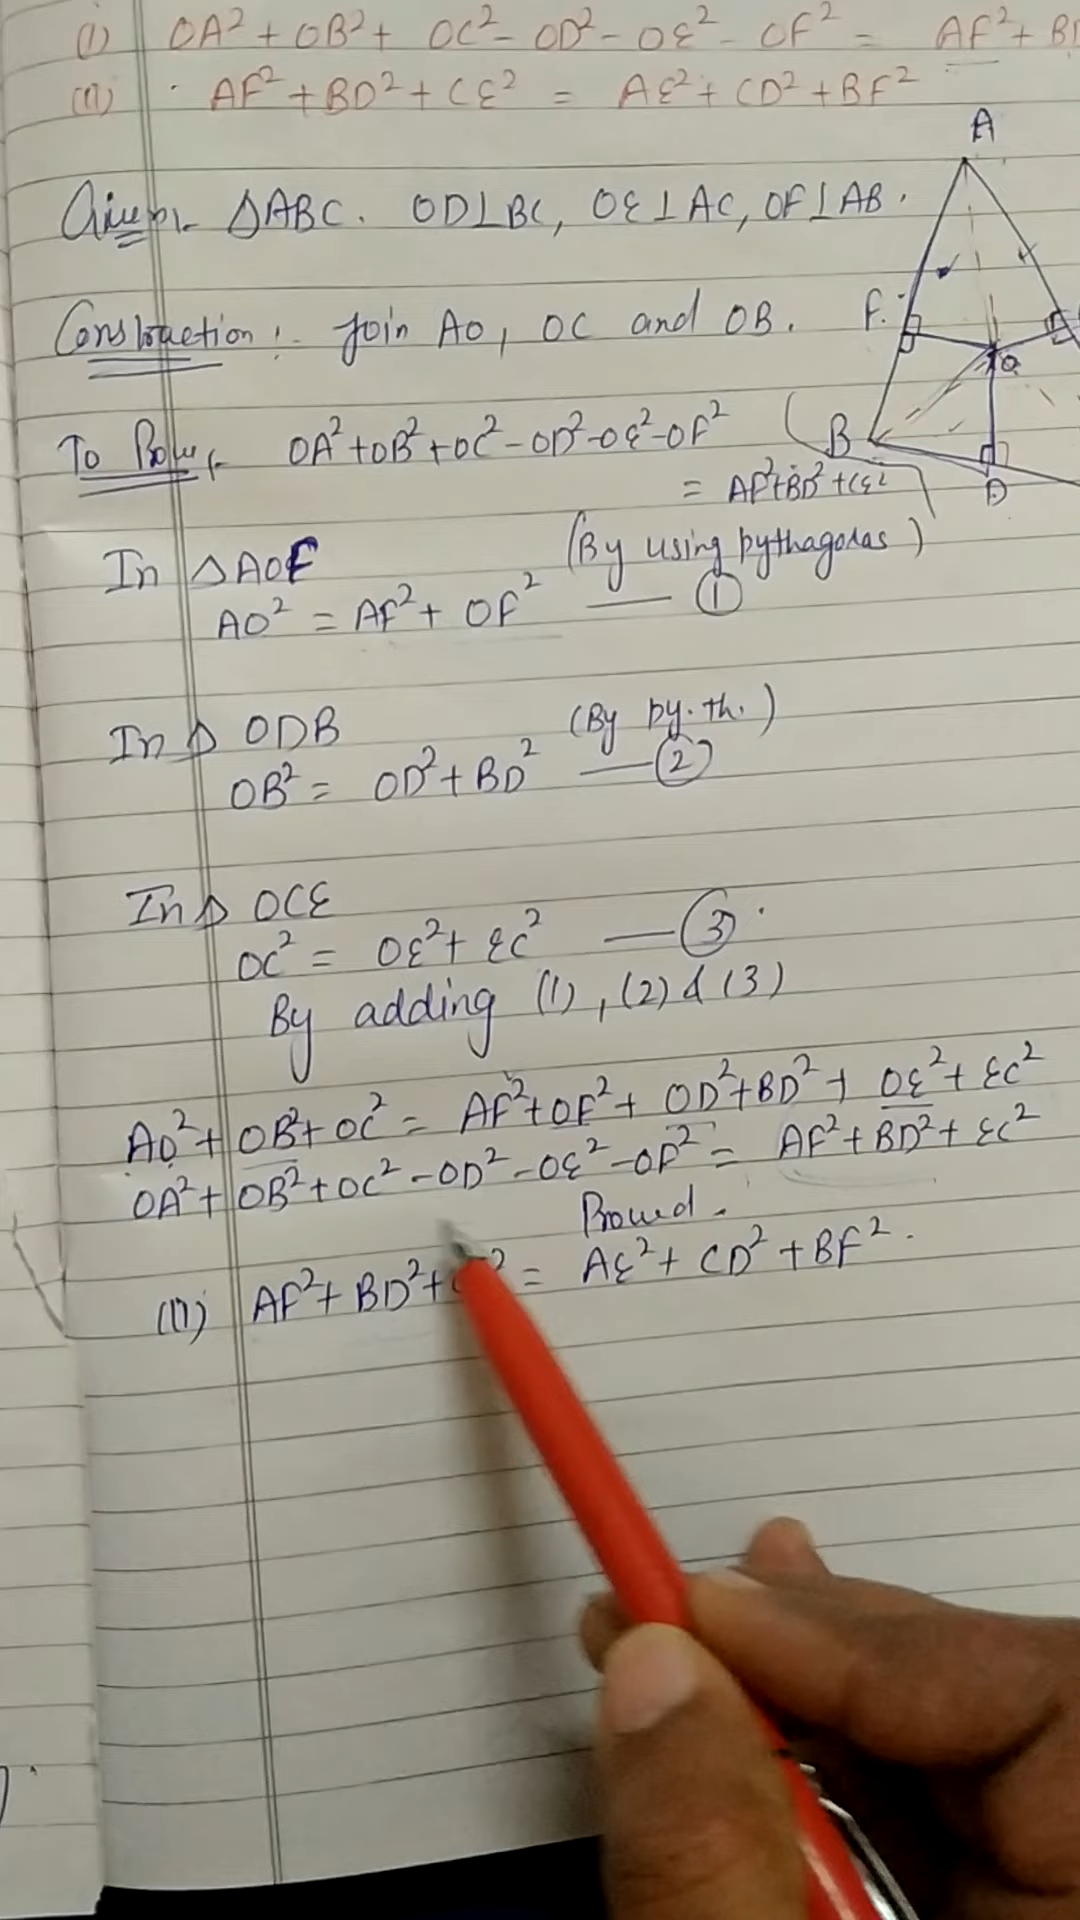 (I) OA² + OB² + OC² - OD² - OE² - OF² = AF² + B
(II) AF² + BD² + CE² = AE² + CD² + BF²
A
Given:- △ABC. OD⊥BC, OE⊥AC, OF⊥AB.
Construction:- Join AO, OC and OB.
F.
O
To Prove:- OA²+OB²+OC²-OD²-OE²-OF²
B
= AF²+BD²+CE²
D
In △AOF (By using pythagoras)
AO² = AF² + OF² — ①
In △ ODB (By py. th.)
OB² = OD² + BD² — ②
In △ OCE
OC² = OE² + EC² — ③
By adding (1), (2) & (3)
AO² + OB² + OC² = AF² + OF² + OD² + BD² + OE² + EC²
OA² + OB² + OC² - OD² - OE² - OF² = AF² + BD² + EC²
Proved.
(II) AF² + BD² + ² = AE² + CD² + BF².